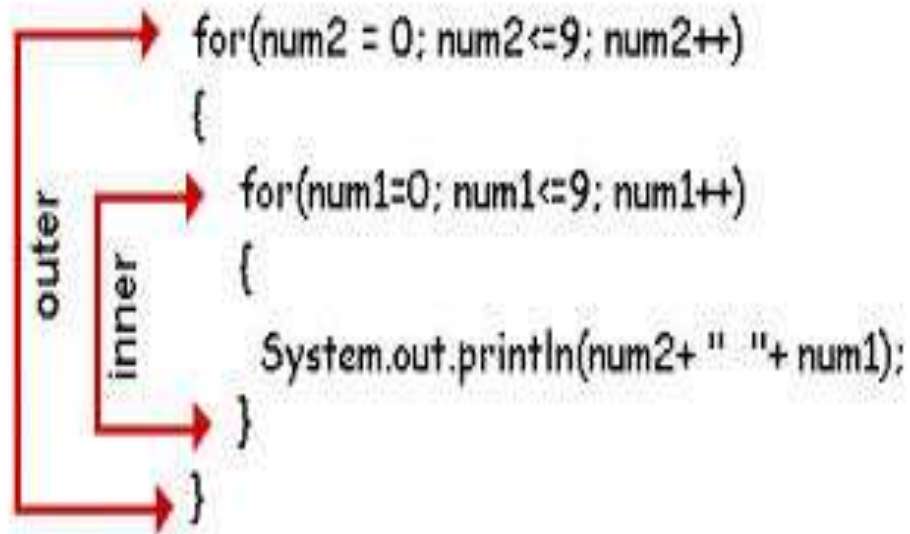 for(num2 = 0; num2<=9; num2++)
{
for(num1=0; num1<=9; num1++)
{
System.out.println(num2+ "  "+ num1);
}
}
outer
inner